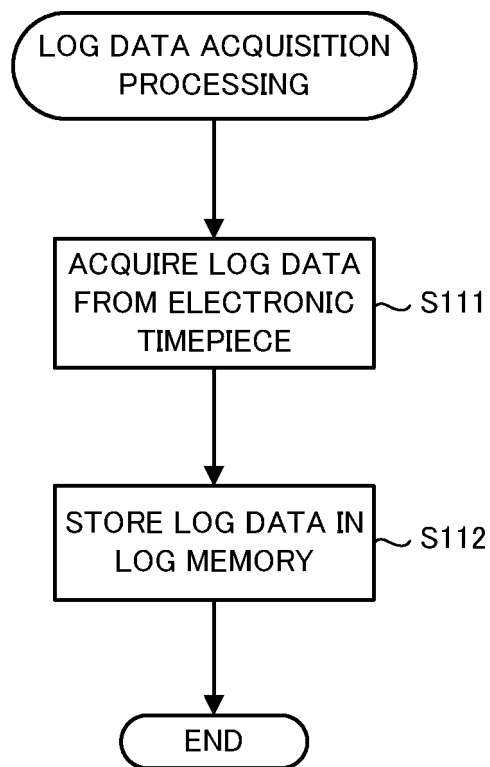 LOG DATA ACQUISITION
PROCESSING
ACQUIRE LOG DATA
FROM ELECTRONIC
TIMEPIECE
S111
STORE LOG DATA IN
LOG MEMORY
S112
END